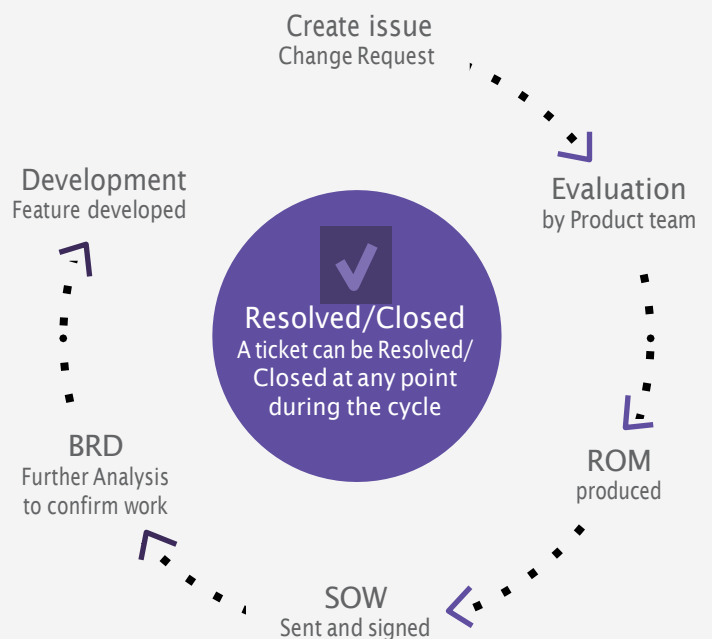 Create issue
Change Request
Evaluation
by Product team
ROM
produced
SOW
Sent and signed
BRD
Further Analysis
to confirm work
Development
Feature developed
Resolved/Closed
A ticket can be Resolved/
Closed at any point
during the cycle